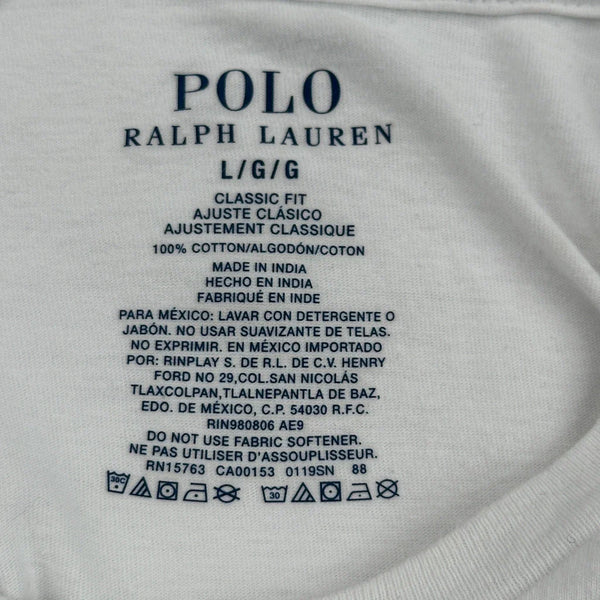 POLO
RALPH LAUREN
L/G/G
CLASSIC FIT
AJUSTE CLÁSICO
AJUSTEMENT CLASSIQUE
100% COTTON/ALGODÓN/COTON
MADE IN INDIA
HECHO EN INDIA
FABRIQUÉ EN INDE
PARA MÉXICO: LAVAR CON DETERGENTE O
JABÓN. NO USAR SUAVIZANTE DE TELAS.
NO EXPRIMIR. EN MÉXICO IMPORTADO
POR: RINPLAY S. DE R.L. DE C.V. HENRY
FORD NO 29,COL.SAN NICOLÁS
TLAXCOLPAN,TLALNEPANTLA DE BAZ,
EDO. DE MÉXICO, C.P. 54030 R.F.C.
RIN980806 AE9
DO NOT USE FABRIC SOFTENER.
NE PAS UTILISER D'ASSOUPLISSEUR.
RN15763 CA00153 0119SN 88
30C 30